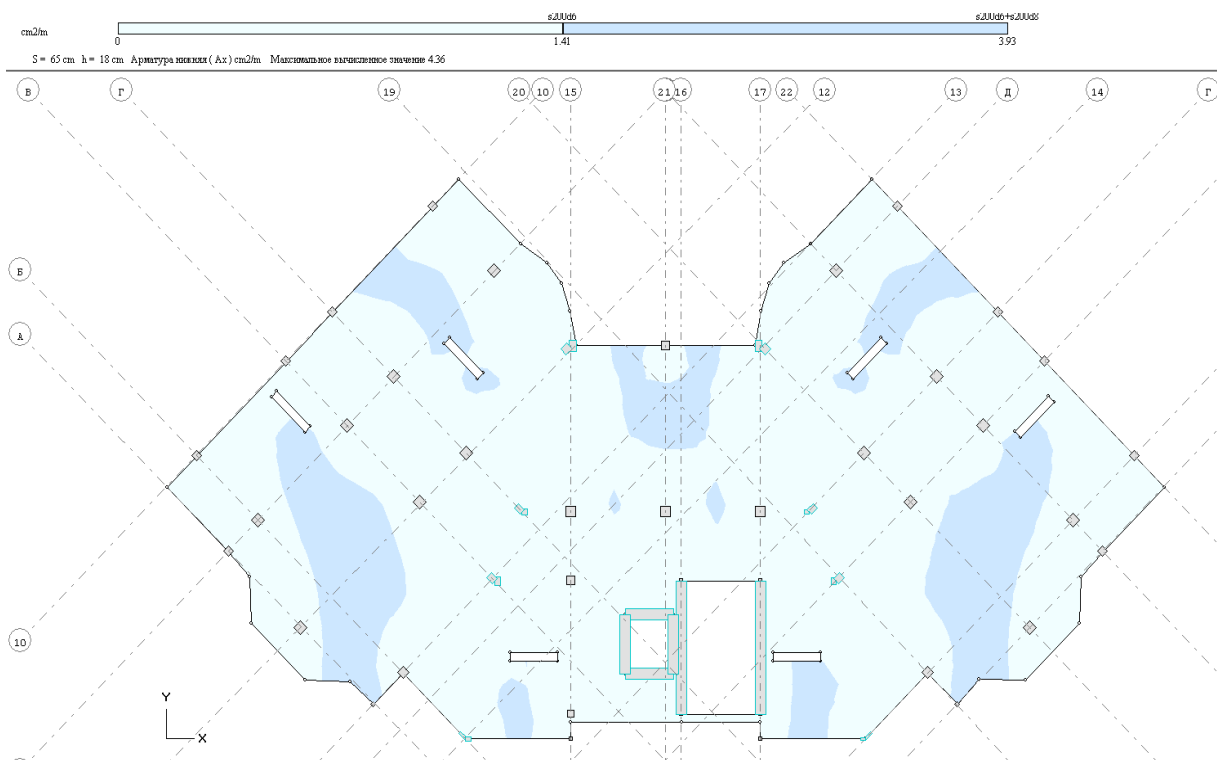 s200d6 s200d6+s200d8
cm2/m
0 1.41 3.93
S = 65 cm h = 18 cm Арматура нижняя ( Ax ) cm2/m Максимальное вычисленное значение 4.36
В Г 19 20 10 15 21 16 17 22 12 13 Д 14 Г
Б
А
10
Y
X